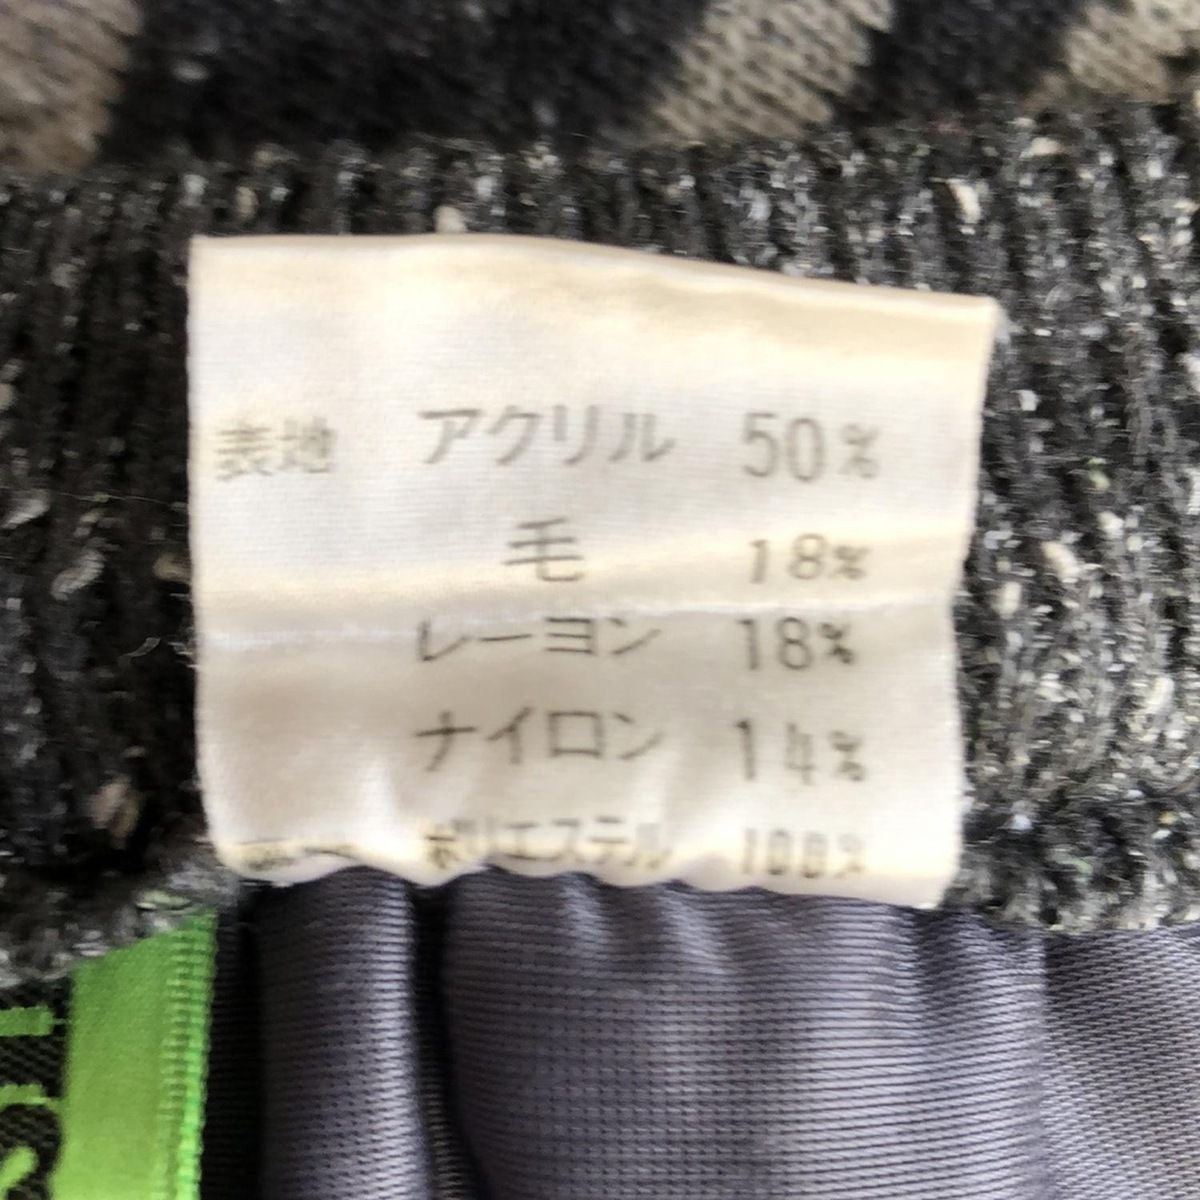 表地 アクリル 50%
毛 18%
レーヨン 18%
ナイロン 14%
ポリエステル 100%